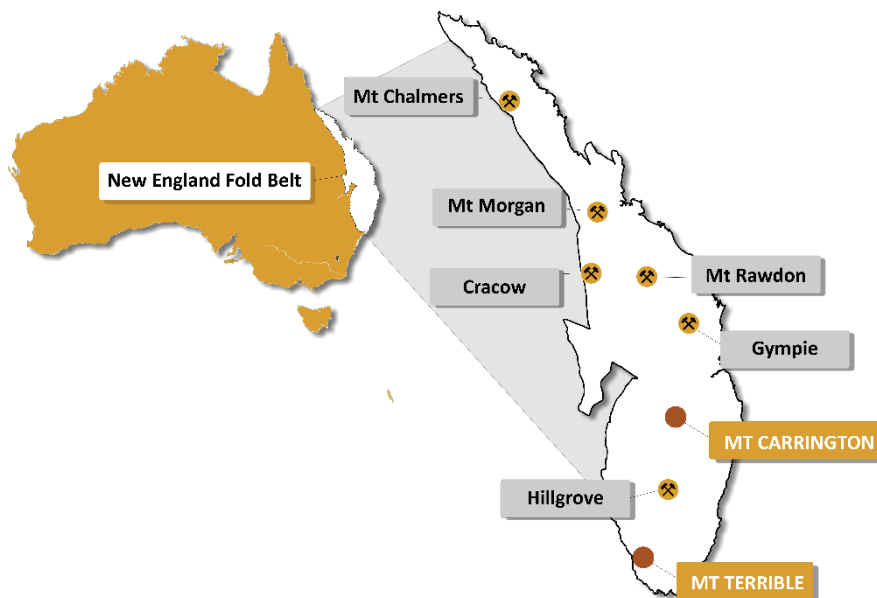 Mt Chalmers
New England Fold Belt
Mt Morgan
Cracow
Mt Rawdon
Gympie
MT CARRINGTON
Hillgrove
MT TERRIBLE